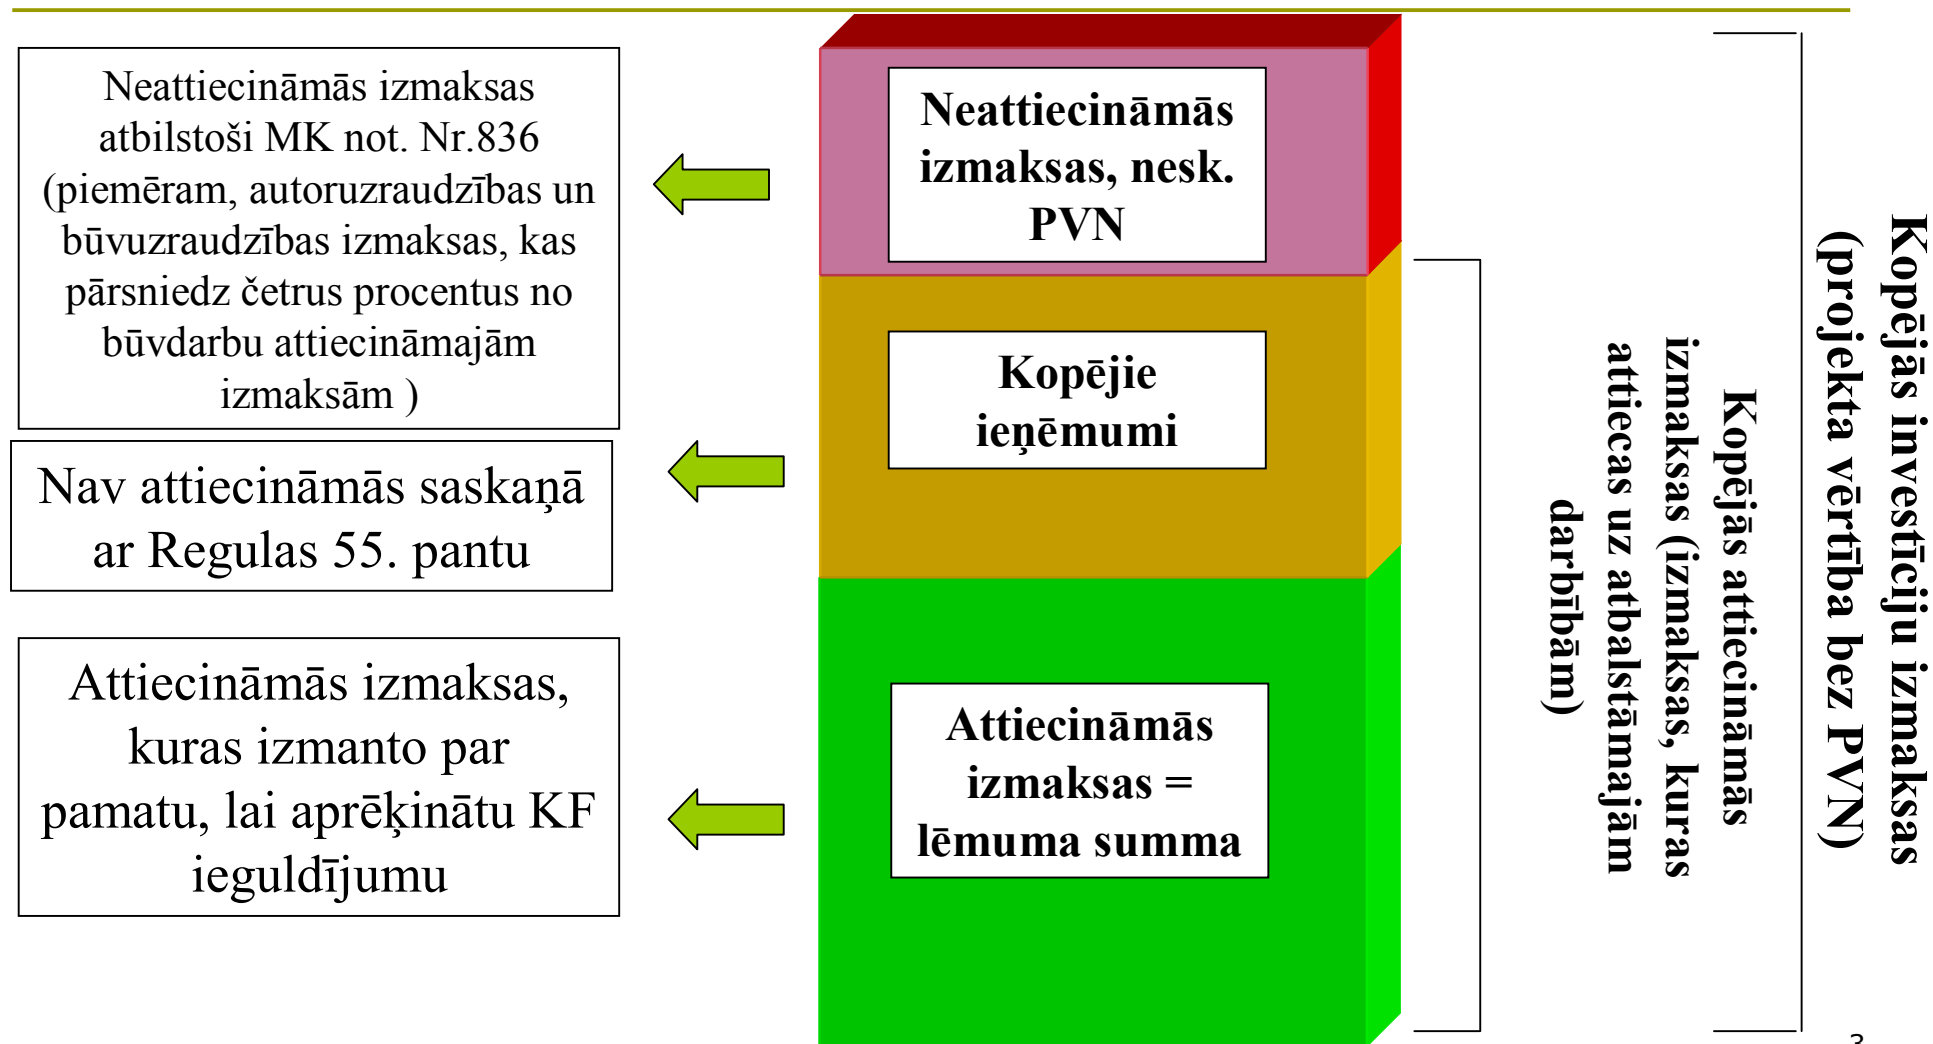 Neattiecināmās izmaksas
atbilstoši MK not. Nr.836
(piemēram, autoruzraudzības un
būvuzraudzības izmaksas, kas
pārsniedz četrus procentus no
būvdarbu attiecināmajām
izmaksām )
Nav attiecināmās saskaņā
ar Regulas 55. pantu
Attiecināmās izmaksas,
kuras izmanto par
pamatu, lai aprēķinātu KF
ieguldījumu
Neattiecināmās
izmaksas, nesk.
PVN
Kopējie
ieņēmumi
Attiecināmās
izmaksas =
lēmuma summa
Kopējās attiecināmās
izmaksas (izmaksas, kuras
attiecas uz atbalstāmajām
darbībām)
Kopējās investīciju izmaksas
(projekta vērtība bez PVN)
3